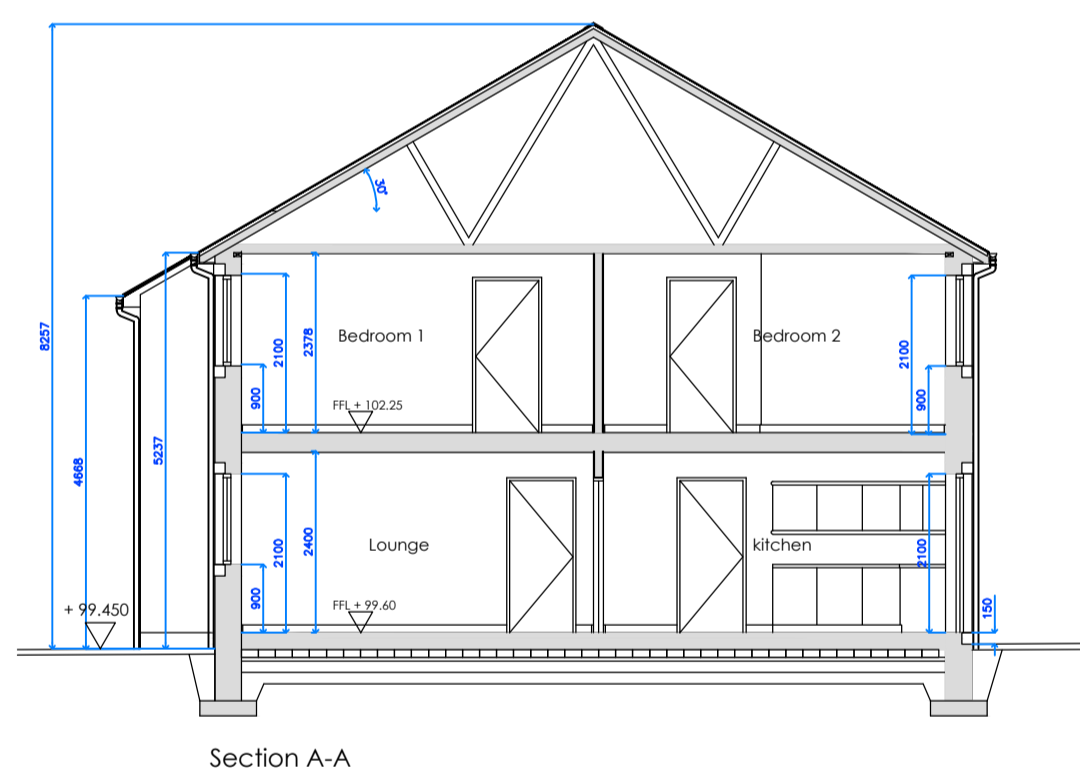 30°
8257
5237
4668
2100
900
2378
Bedroom 1
FFL + 102.25
Bedroom 2
2100
900
2100
900
2400
Lounge
FFL + 99.60
kitchen
2100
150
+ 99.450
Section A-A